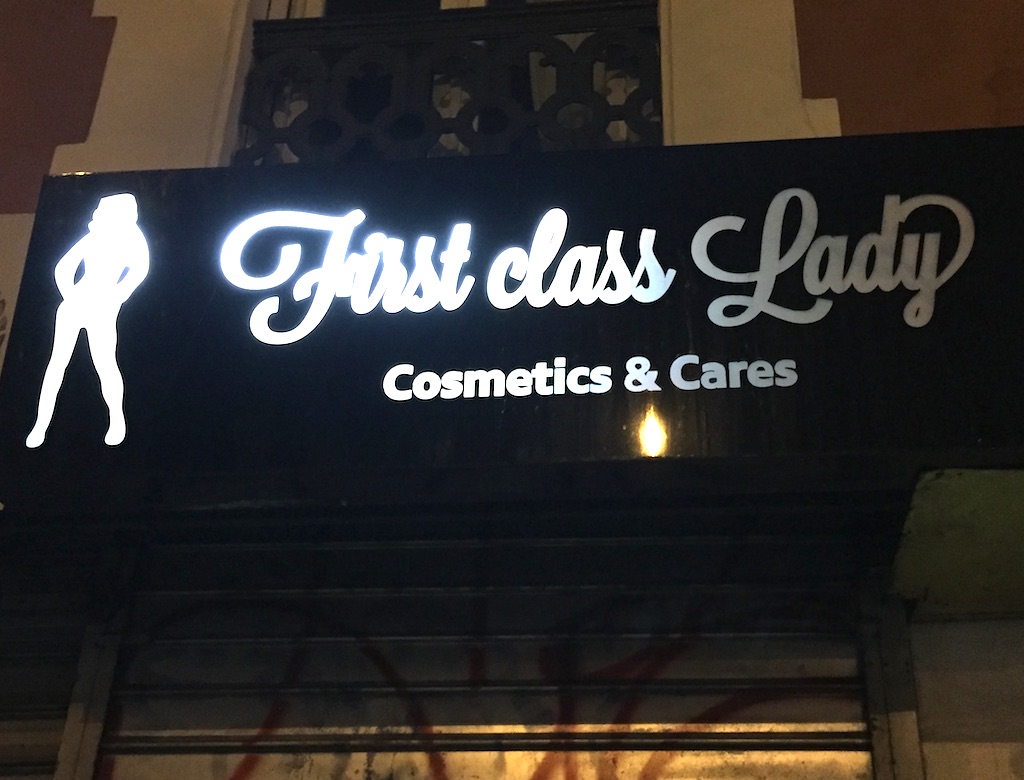 First class Lady
Cosmetics & Cares